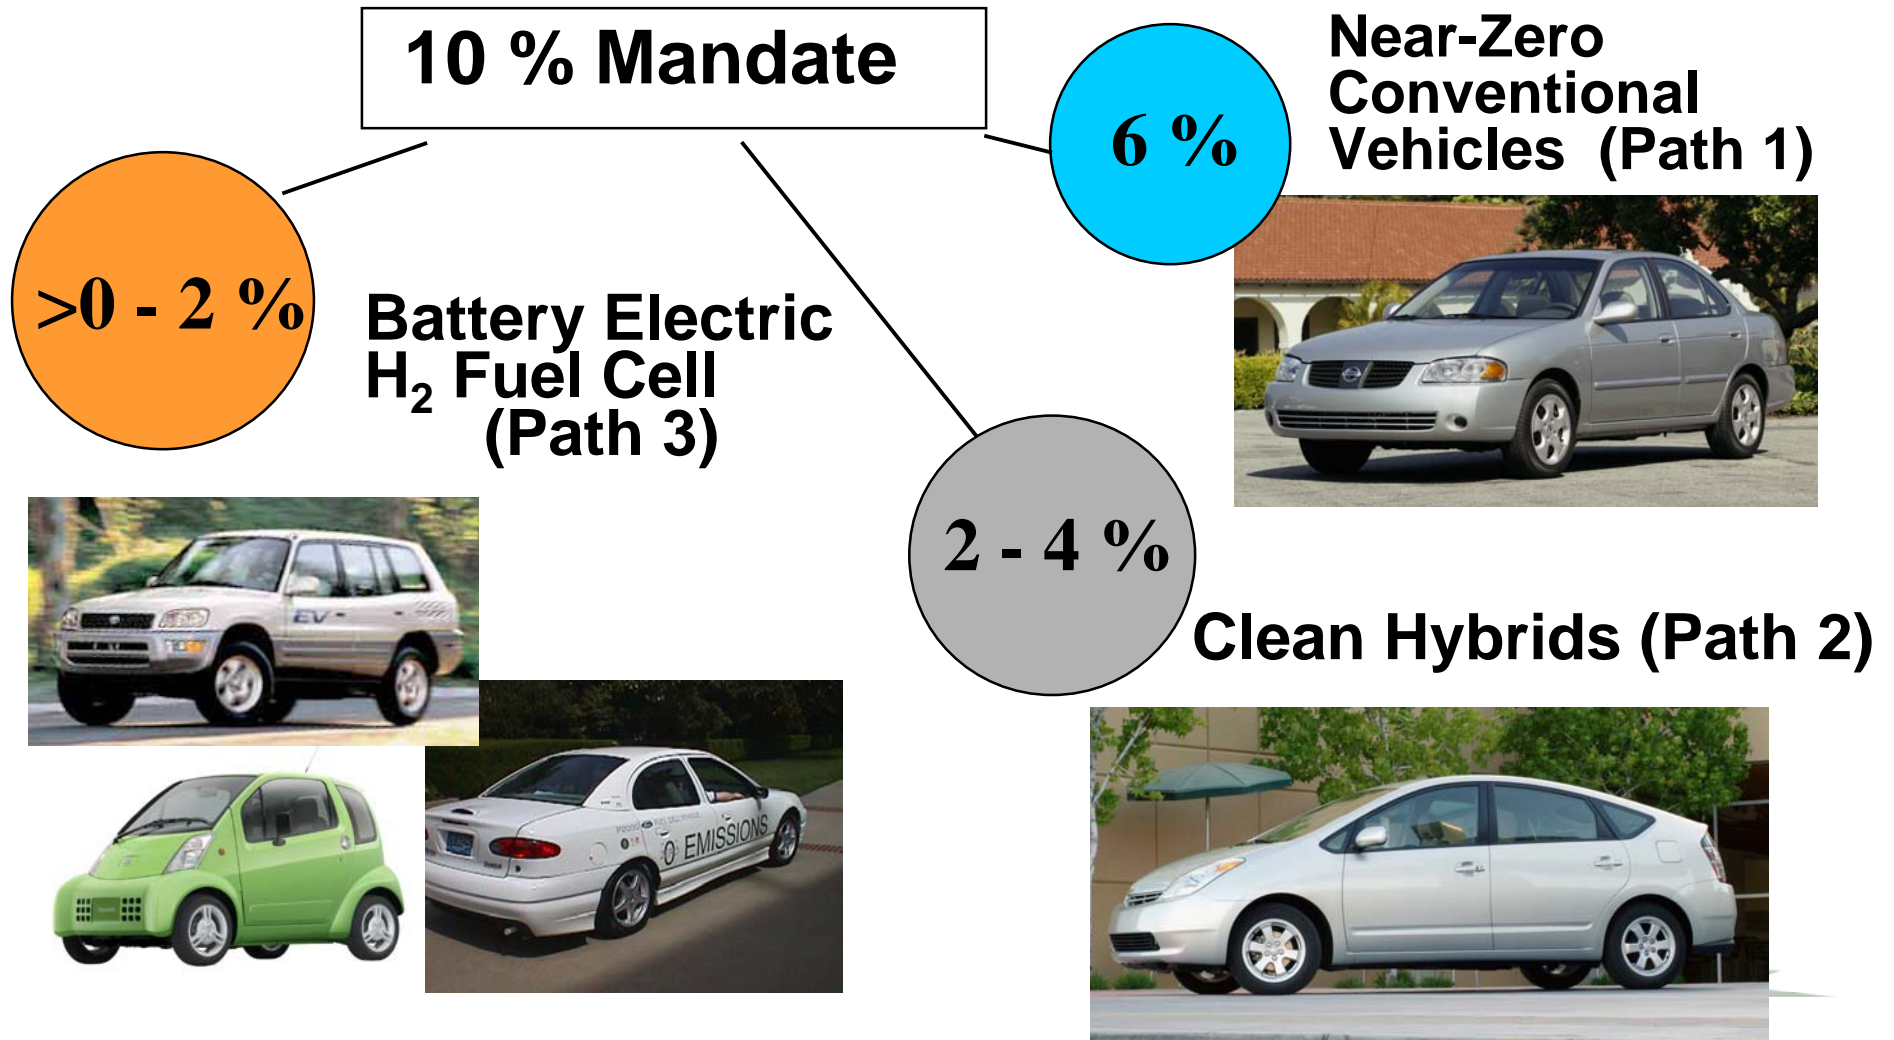 10 % Mandate
6 %
Near-Zero
Conventional
Vehicles (Path 1)
>0 - 2 %
Battery Electric
H₂ Fuel Cell
(Path 3)
2 - 4 %
Clean Hybrids (Path 2)
EV
0 EMISSIONS